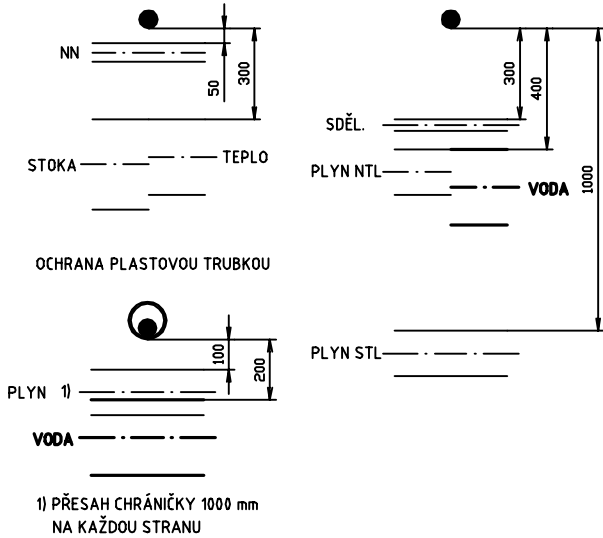 NN
50
300
STOKA
TEPLO
SDĚL.
300
400
PLYN NTL
VODA
1000
PLYN STL
OCHRANA PLASTOVOU TRUBKOU
100
200
PLYN 1)
VODA
1) PŘESAH CHRÁNIČKY 1000 mm
NA KAŽDOU STRANU